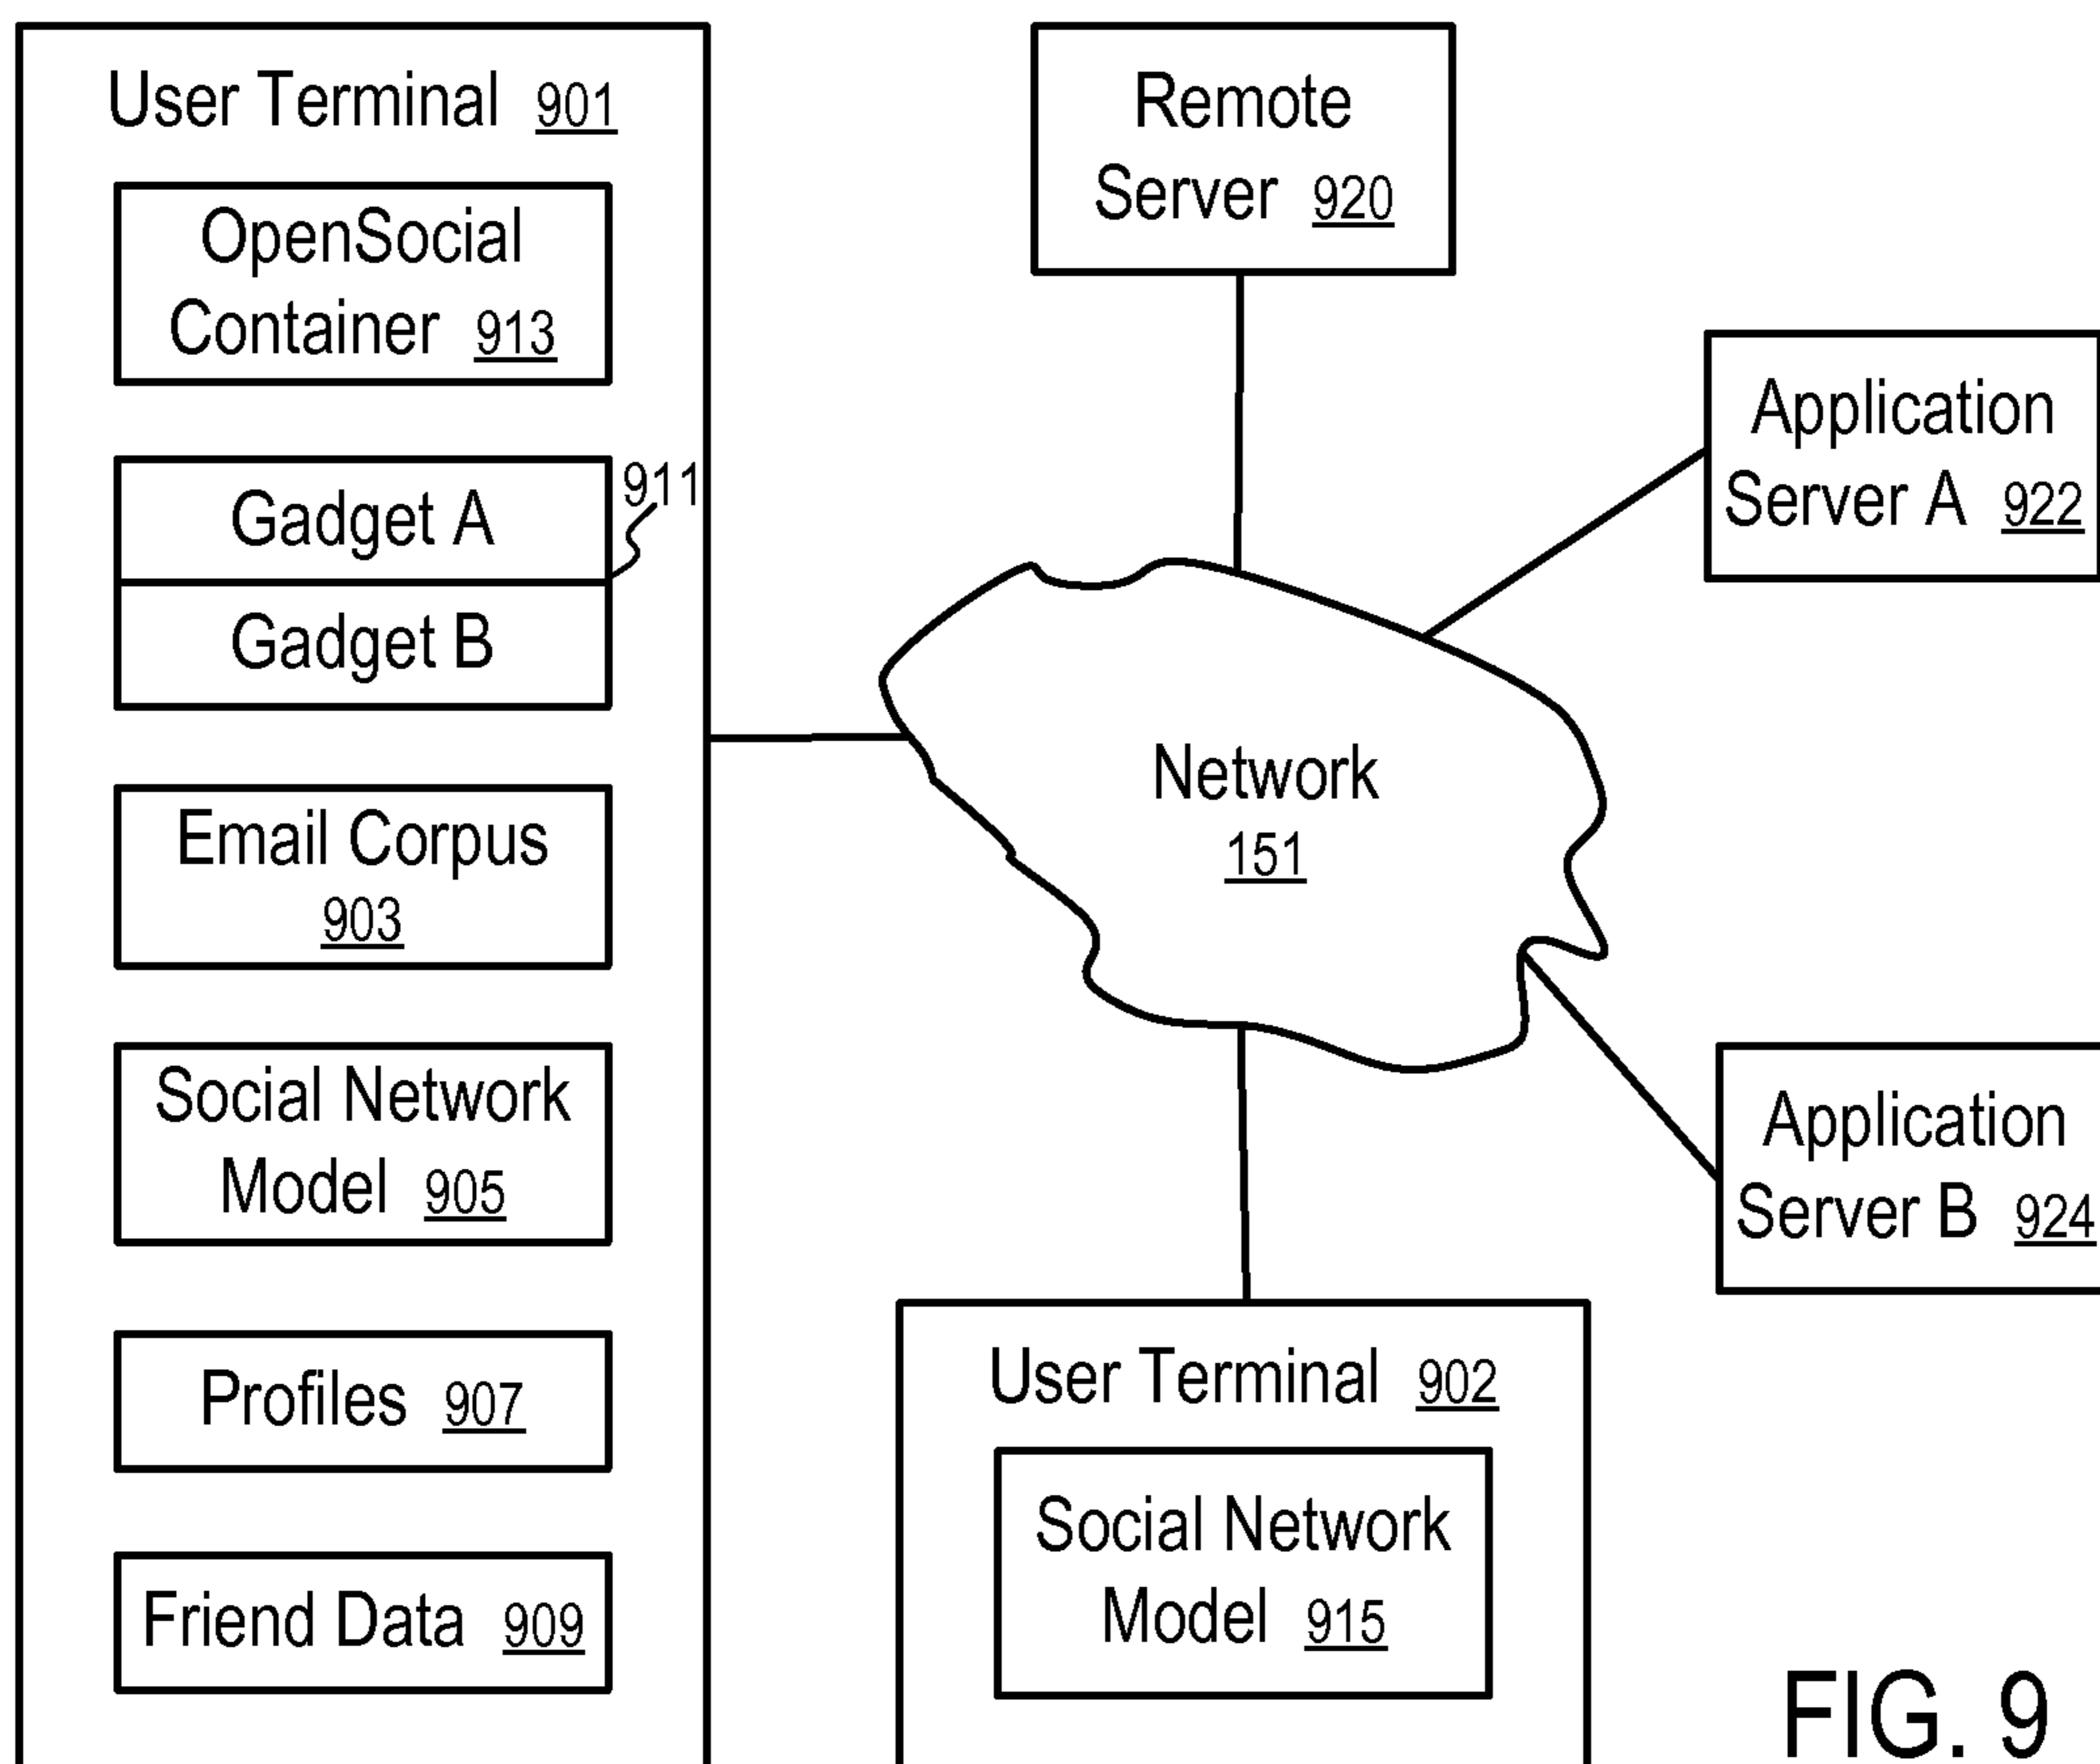 User Terminal 901
OpenSocial
Container 913
Gadget A
911
Gadget B
Email Corpus
903
Social Network
Model 905
Profiles 907
Friend Data 909
Remote
Server 920
Application
Server A 922
Network
151
Application
Server B 924
User Terminal 902
Social Network
Model 915
FIG. 9